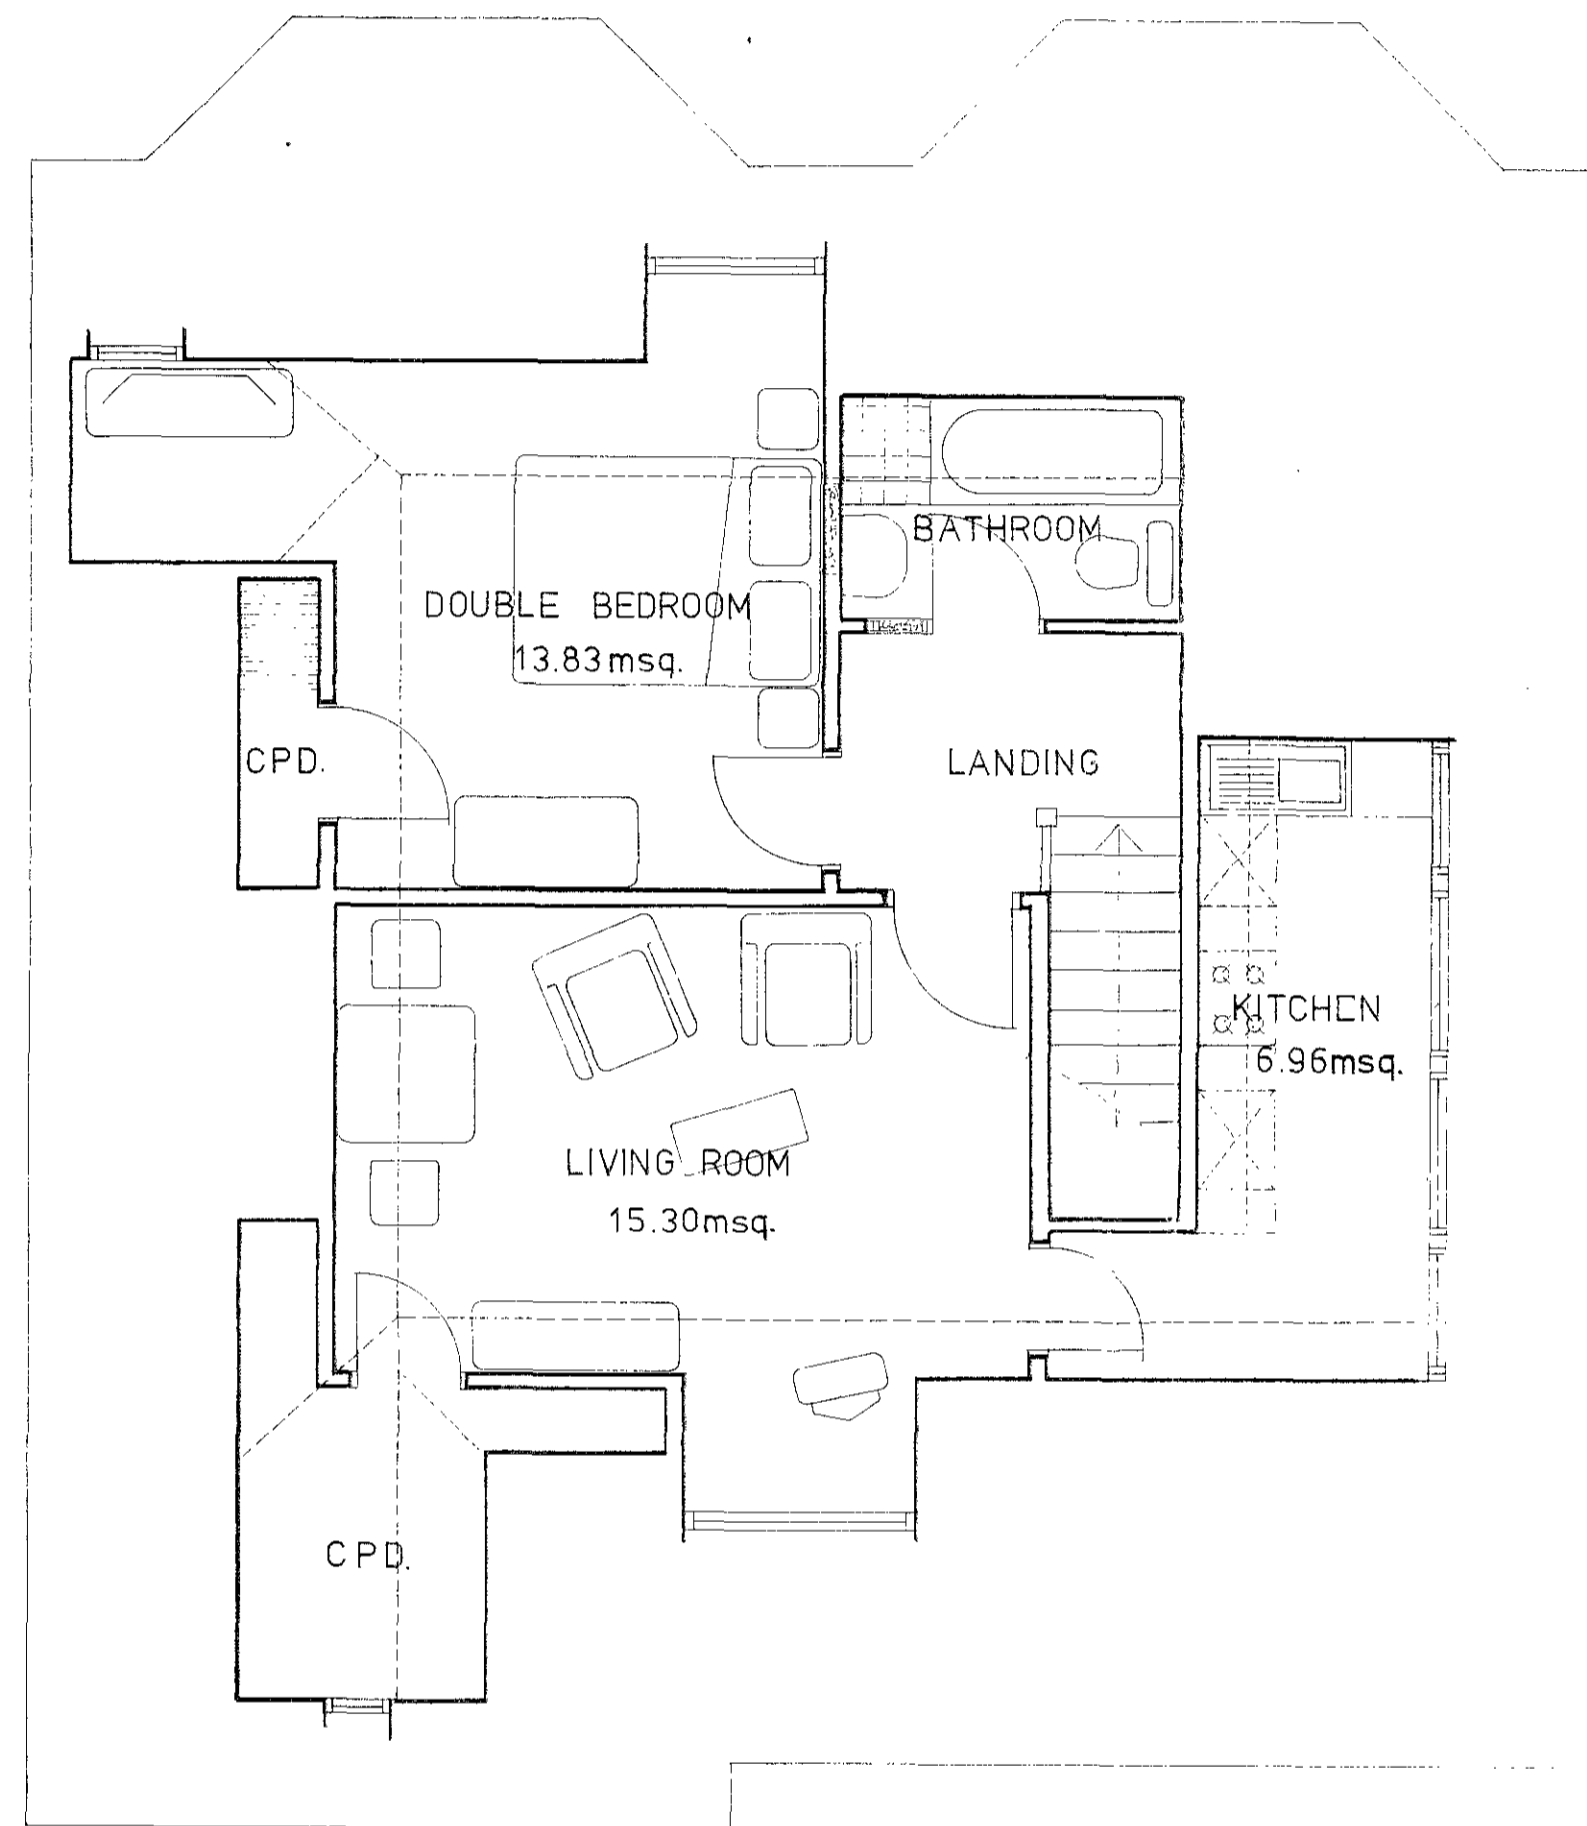 BATHROOM
DOUBLE BEDROOM
13.83msq.
CPD.
LANDING
KITCHEN
6.96msq.
LIVING ROOM
15.30msq.
CPD.